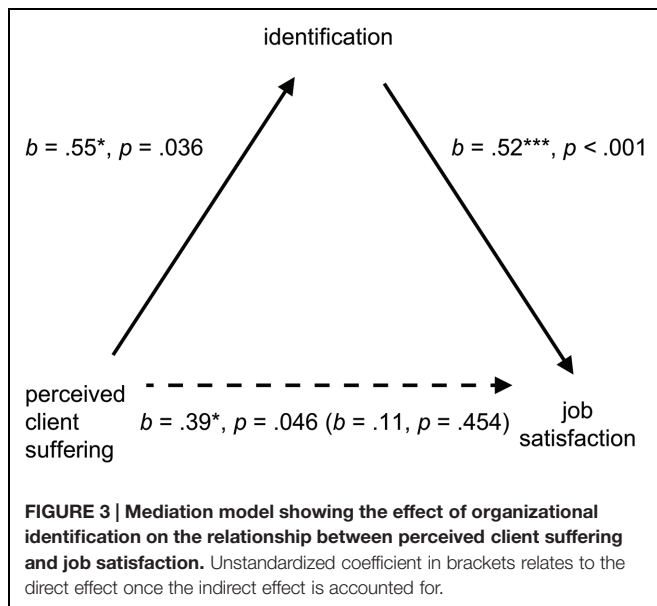 identification
b = .55*, p = .036
b = .52***, p < .001
perceived
client
suffering
b = .39*, p = .046 (b = .11, p = .454)
job
satisfaction
FIGURE 3 | Mediation model showing the effect of organizational
identification on the relationship between perceived client suffering
and job satisfaction. Unstandardized coefficient in brackets relates to the
direct effect once the indirect effect is accounted for.